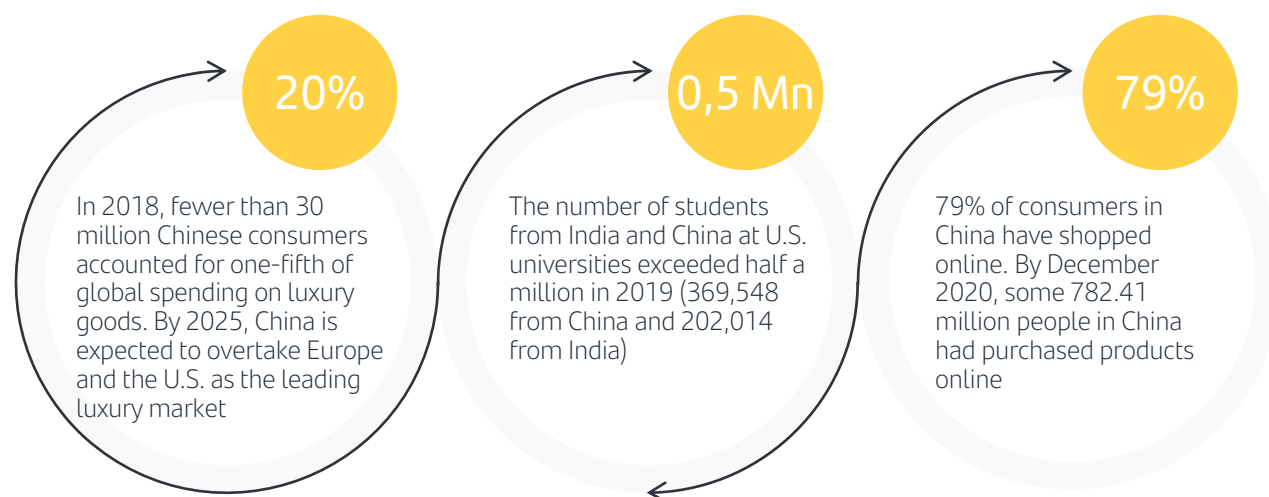 20%
In 2018, fewer than 30
million Chinese consumers
accounted for one-fifth of
global spending on luxury
goods. By 2025, China is
expected to overtake Europe
and the U.S. as the leading
luxury market
0,5 Mn
The number of students
from India and China at U.S.
universities exceeded half a
million in 2019 (369,548
from China and 202,014
from India)
79%
79% of consumers in
China have shopped
online. By December
2020, some 782.41
million people in China
had purchased products
online